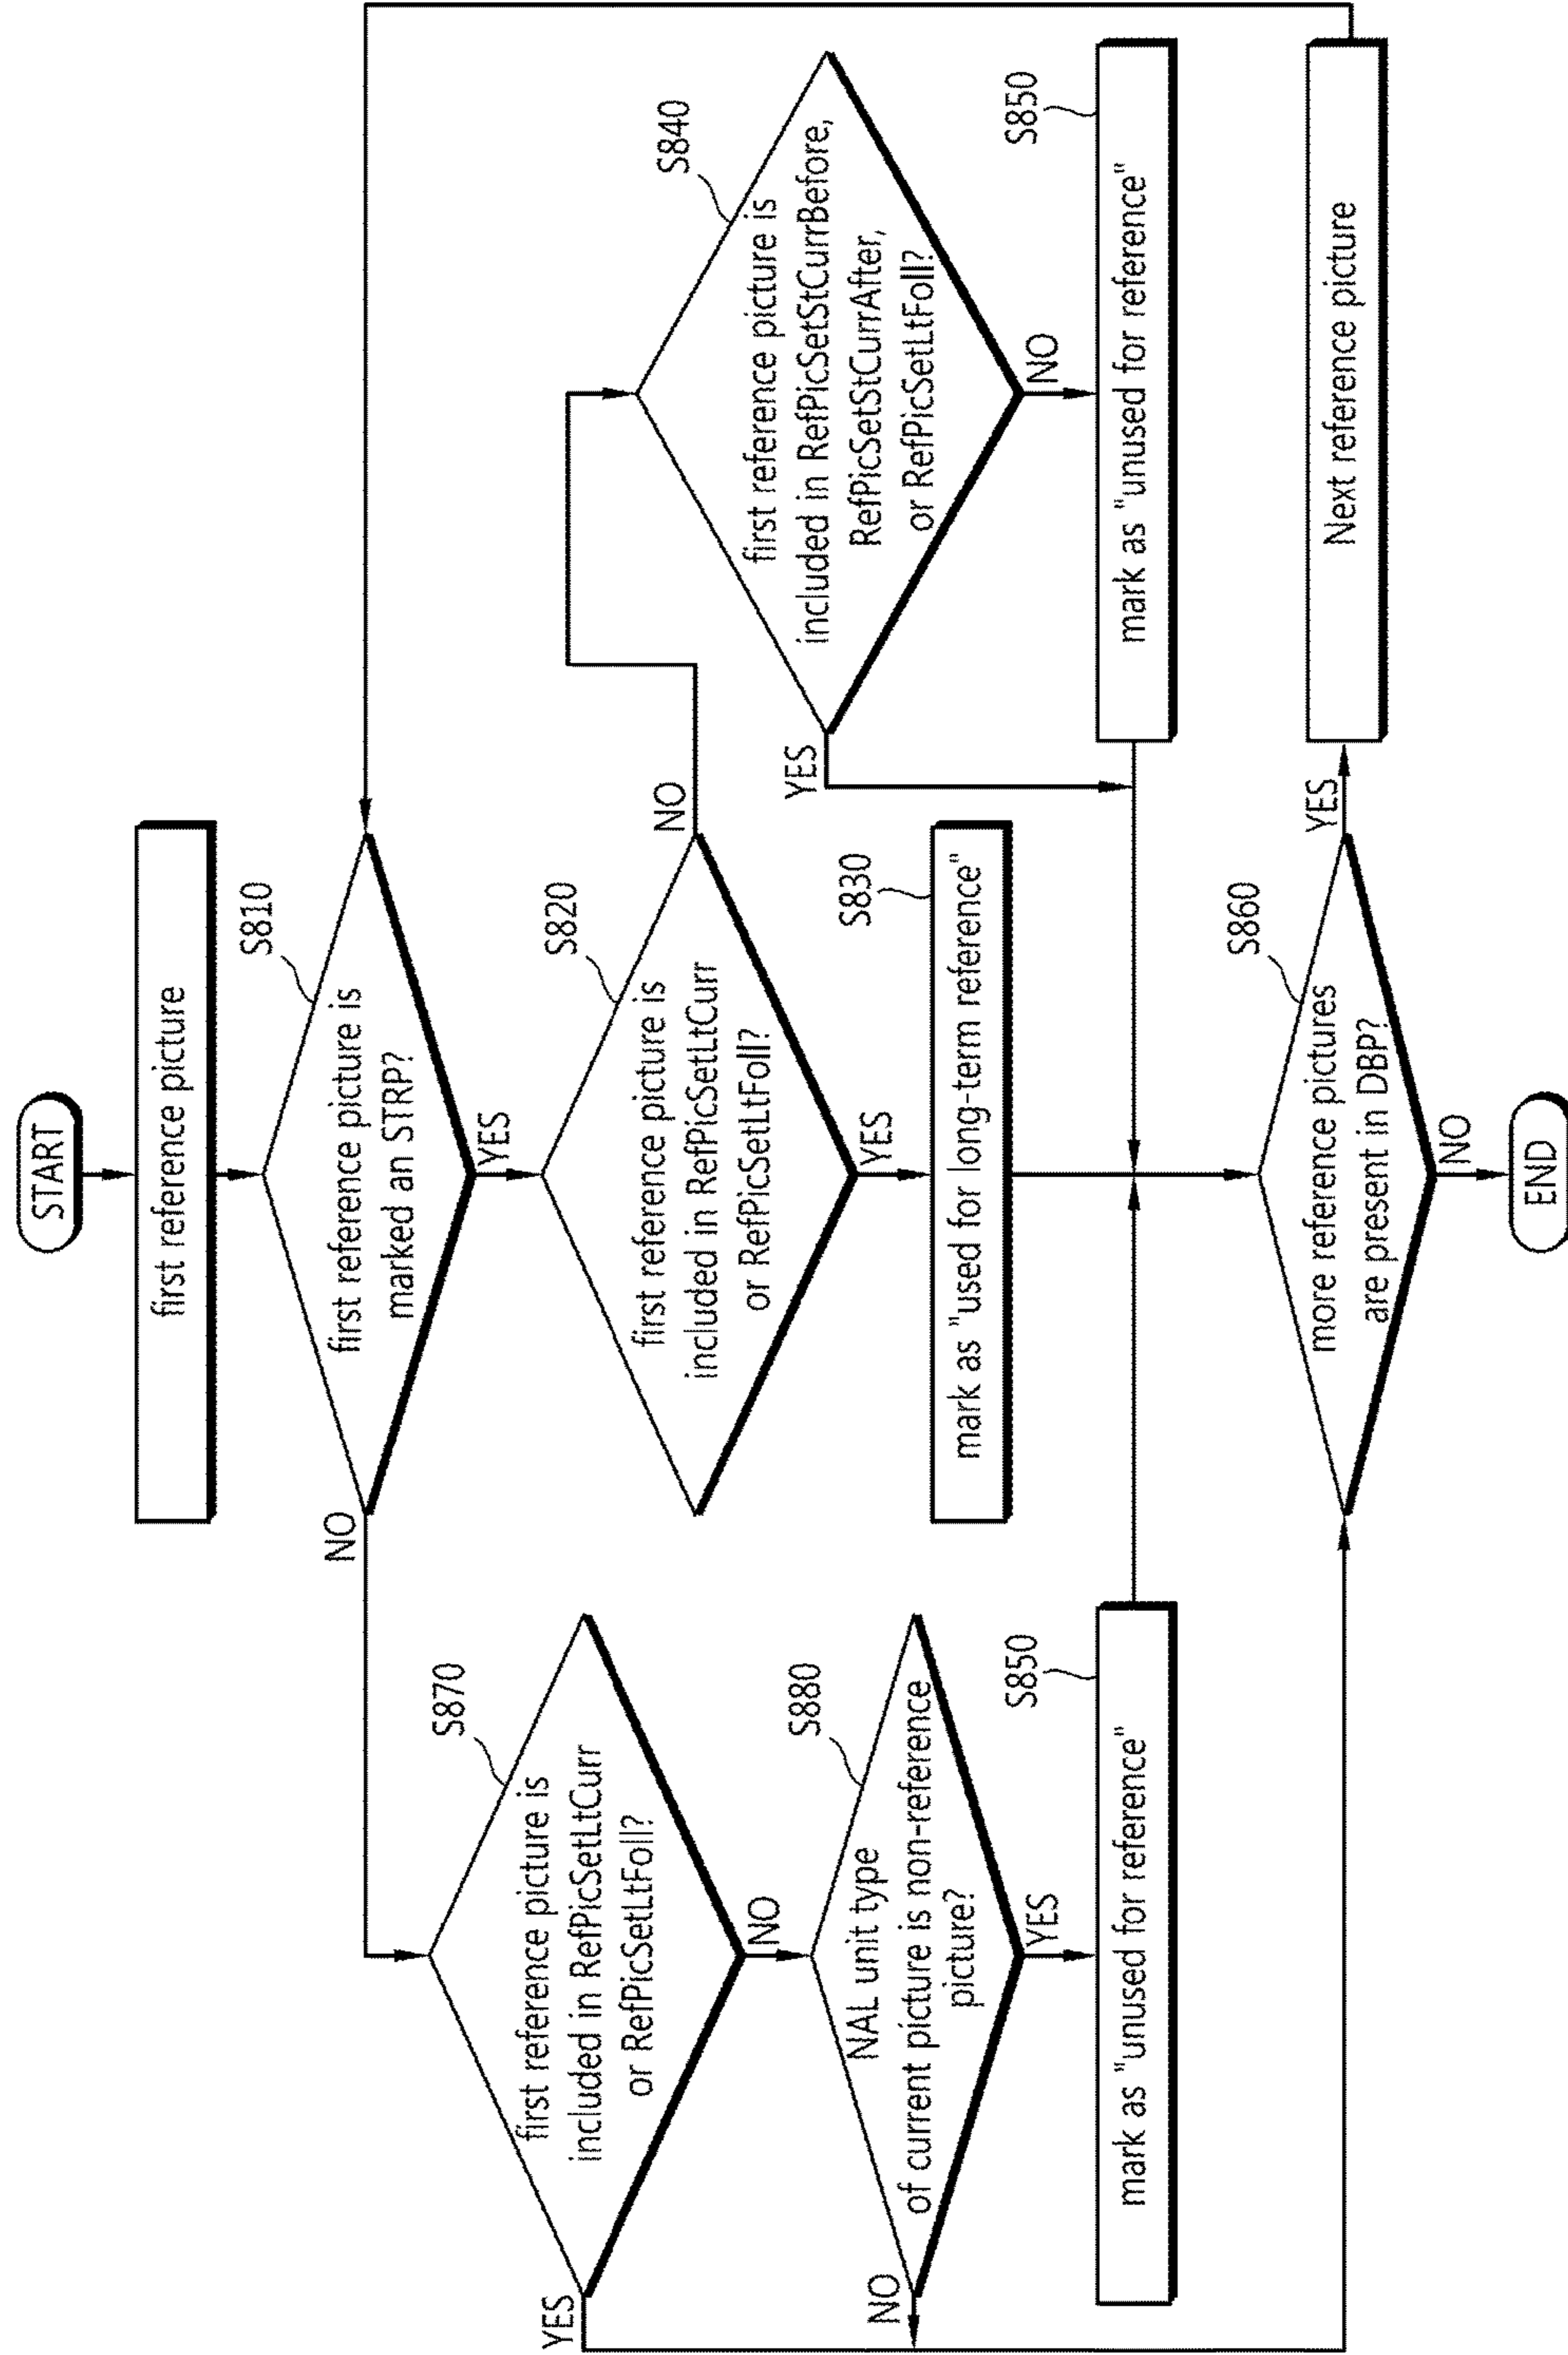 START
first reference picture
S810
first reference picture is
marked an STRP?
NO
YES
S820
first reference picture is
included in RefPicSetLtCurr
or RefPicSetLtFoll?
NO
YES
S830
mark as "used for long-term reference"
S840
first reference picture is
included in RefPicSetStCurrBefore,
RefPicSetStCurrAfter,
or RefPicSetLtFoll?
YES
NO
S850
mark as "unused for reference"
S870
first reference picture is
included in RefPicSetLtCurr
or RefPicSetLtFoll?
YES
NO
S880
NAL unit type
of current picture is non-reference
picture?
NO
YES
S850
mark as "unused for reference"
S860
more reference pictures
are present in DBP?
YES
NO
Next reference picture
END